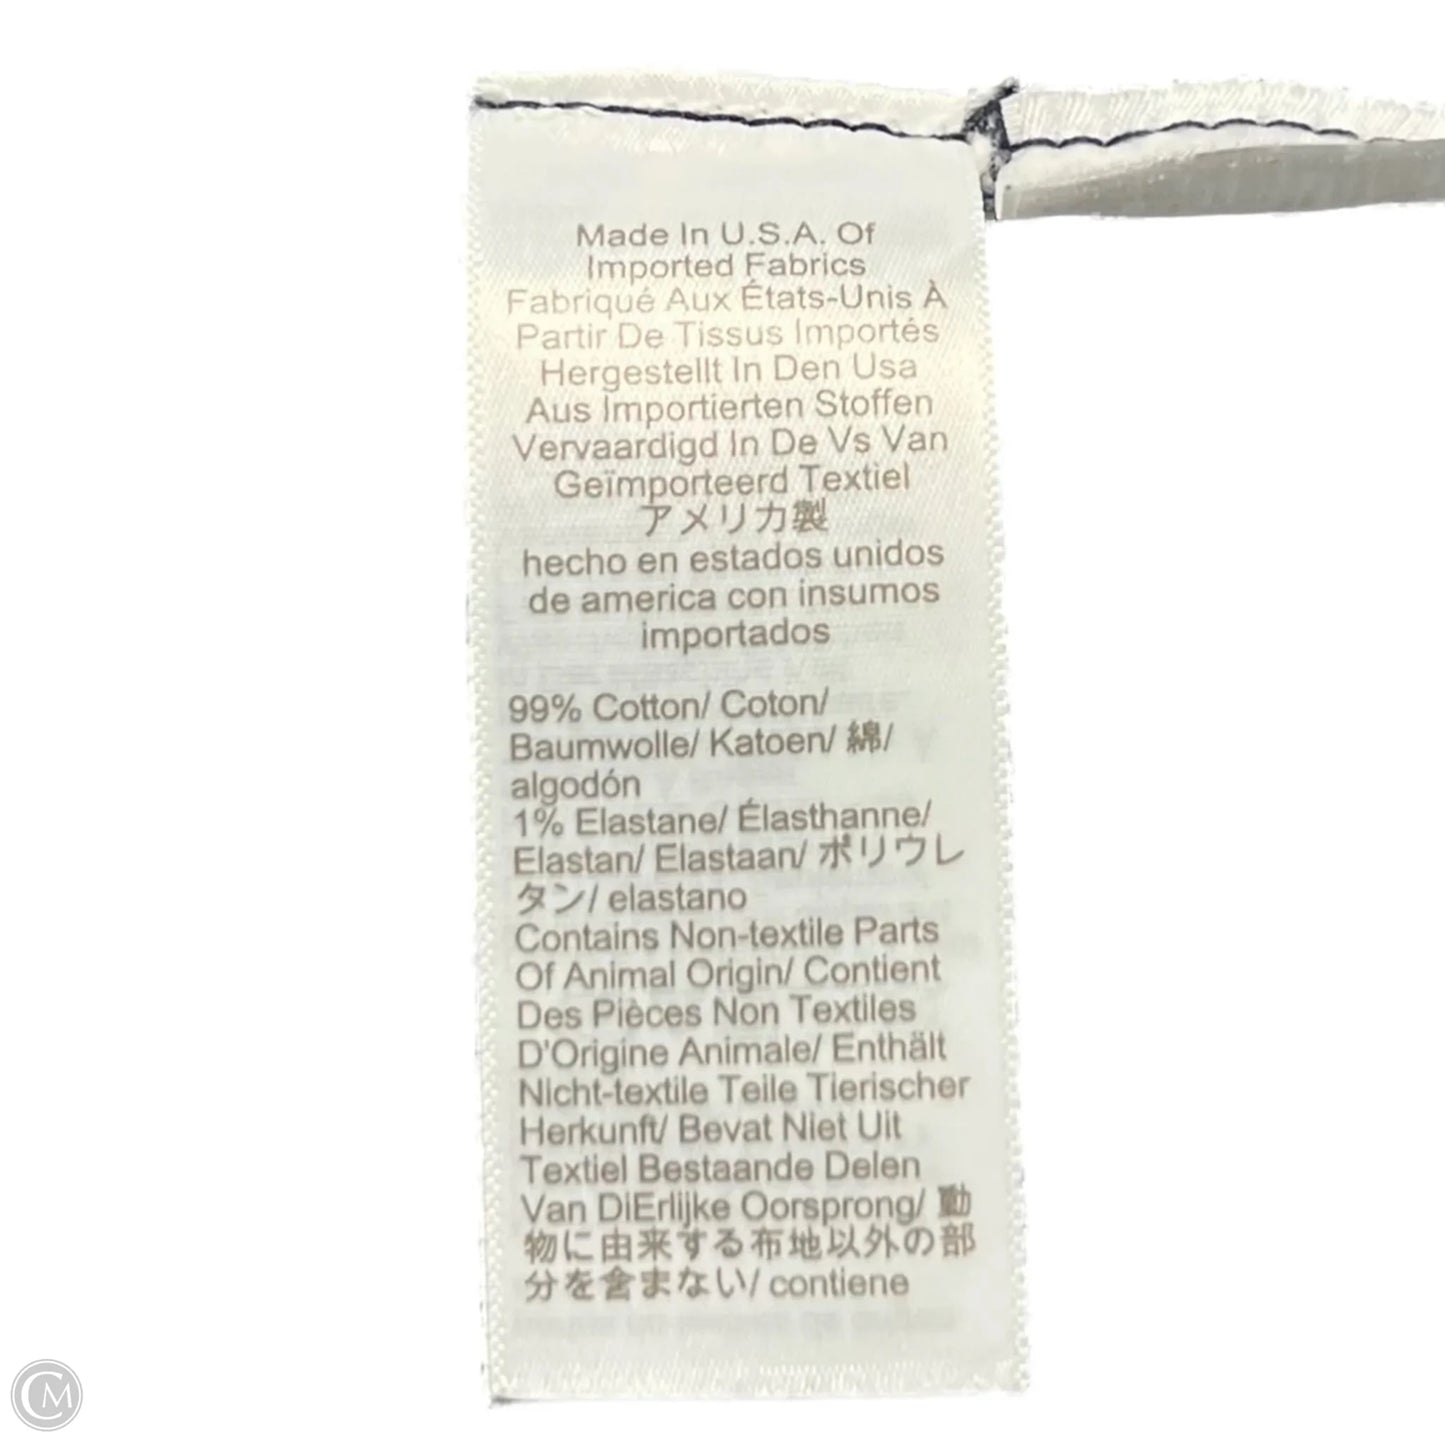 Made In U.S.A. Of
Imported Fabrics
Fabriqué Aux États-Unis À
Partir De Tissus Importés
Hergestellt In Den Usa
Aus Importierten Stoffen
Vervaardigd In De Vs Van
Geïmporteerd Textiel
アメリカ製
hecho en estados unidos
de america con insumos
importados
99% Cotton/ Coton/
Baumwolle/ Katoen/ 綿/
algodón
1% Elastane/ Élasthanne/
Elastan/ Elastaan/ ポリウレ
タン/ elastano
Contains Non-textile Parts
Of Animal Origin/ Contient
Des Pièces Non Textiles
D'Origine Animale/ Enthält
Nicht-textile Teile Tierischer
Herkunft/ Bevat Niet Uit
Textiel Bestaande Delen
Van DiErlijke Oorsprong/ 動
物に由来する布地以外の部
分を含まない/ contiene
CM